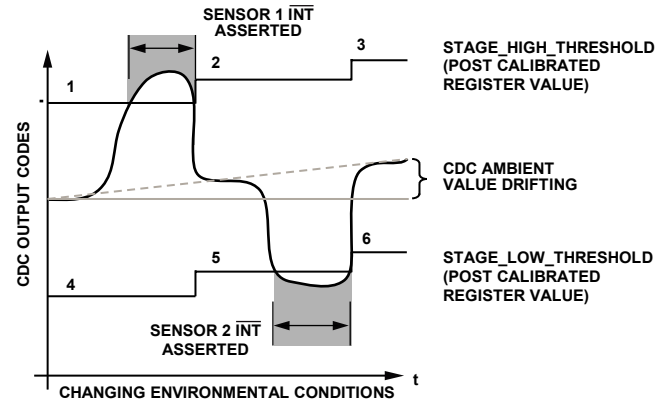 SENSOR 1 INT
ASSERTED
1
2
3
STAGE_HIGH_THRESHOLD
(POST CALIBRATED
REGISTER VALUE)
CDC OUTPUT CODES
CDC AMBIENT
VALUE DRIFTING
4
5
6
STAGE_LOW_THRESHOLD
(POST CALIBRATED
REGISTER VALUE)
SENSOR 2 INT
ASSERTED
t
CHANGING ENVIRONMENTAL CONDITIONS